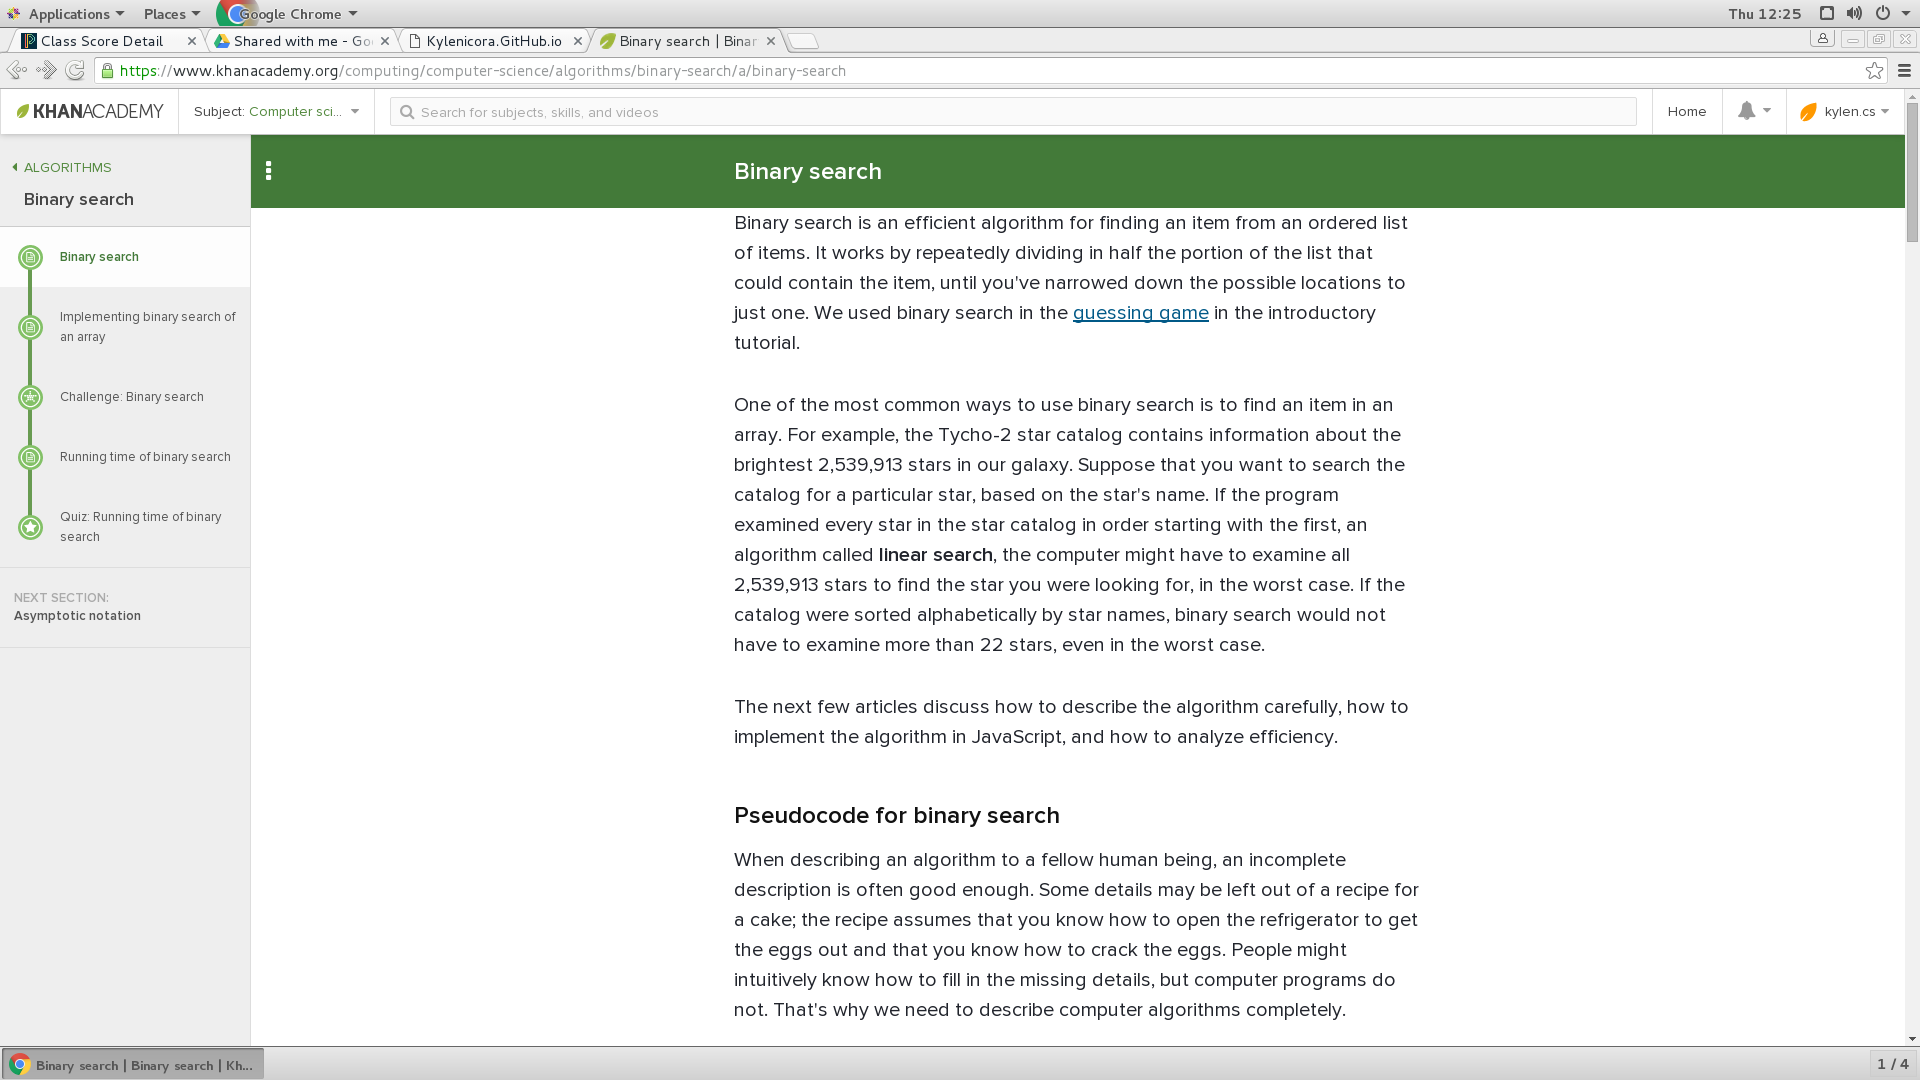 Applications Places Google Chrome Thu 12:25
Class Score Detail Shared with me - Go Kylenicora.GitHub.io Binary search | Binar
https://www.khanacademy.org/computing/computer-science/algorithms/binary-search/a/binary-search
KHANACADEMY Subject: Computer sci... Search for subjects, skills, and videos Home kylen.cs
ALGORITHMS
Binary search
Binary search
Implementing binary search of
an array
Challenge: Binary search
Running time of binary search
Quiz: Running time of binary
search
NEXT SECTION:
Asymptotic notation
Binary search
Binary search is an efficient algorithm for finding an item from an ordered list
of items. It works by repeatedly dividing in half the portion of the list that
could contain the item, until you've narrowed down the possible locations to
just one. We used binary search in the guessing game in the introductory
tutorial.
One of the most common ways to use binary search is to find an item in an
array. For example, the Tycho-2 star catalog contains information about the
brightest 2,539,913 stars in our galaxy. Suppose that you want to search the
catalog for a particular star, based on the star's name. If the program
examined every star in the star catalog in order starting with the first, an
algorithm called linear search, the computer might have to examine all
2,539,913 stars to find the star you were looking for, in the worst case. If the
catalog were sorted alphabetically by star names, binary search would not
have to examine more than 22 stars, even in the worst case.
The next few articles discuss how to describe the algorithm carefully, how to
implement the algorithm in JavaScript, and how to analyze efficiency.
Pseudocode for binary search
When describing an algorithm to a fellow human being, an incomplete
description is often good enough. Some details may be left out of a recipe for
a cake; the recipe assumes that you know how to open the refrigerator to get
the eggs out and that you know how to crack the eggs. People might
intuitively know how to fill in the missing details, but computer programs do
not. That's why we need to describe computer algorithms completely.
Binary search | Binary search | Kh... 1 / 4